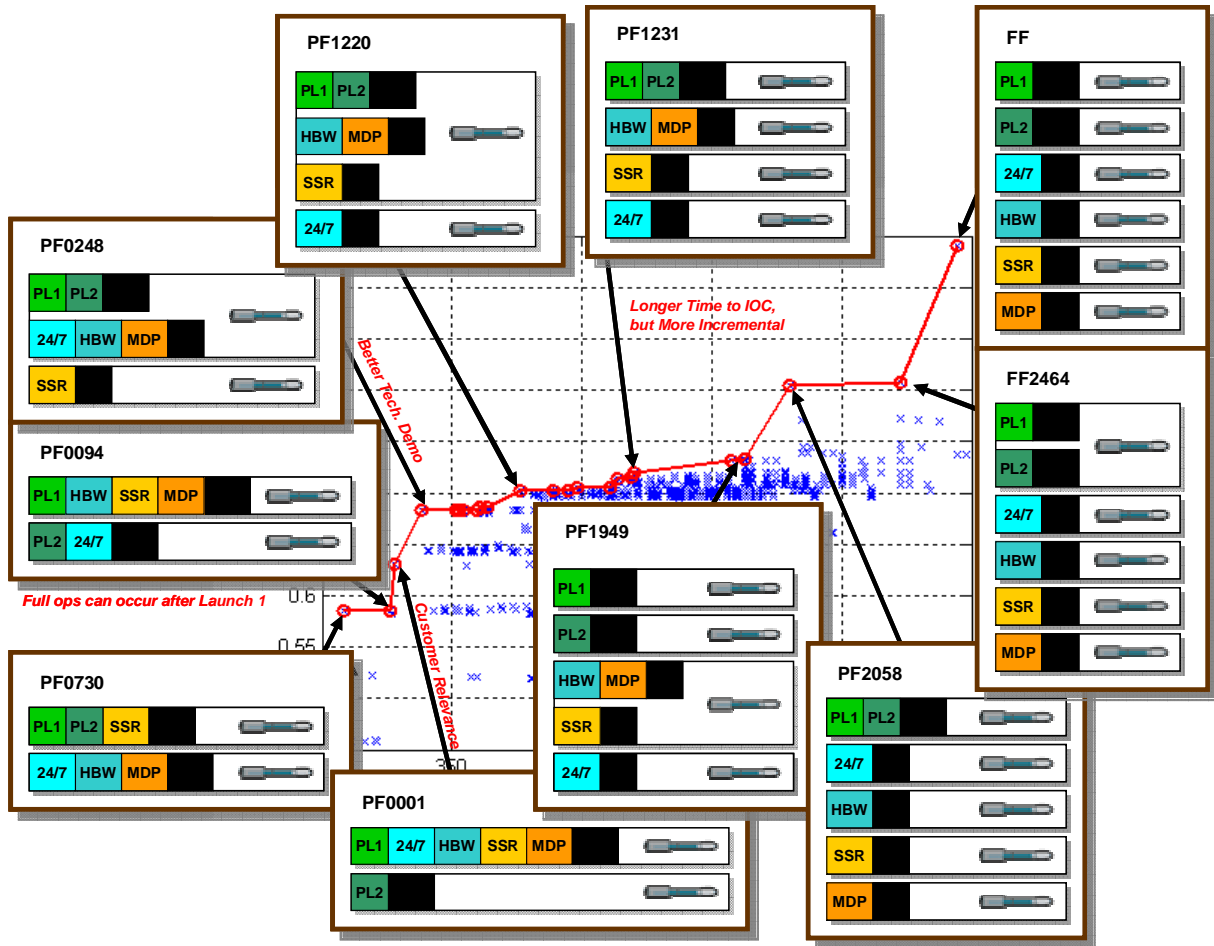 PF1220
PL1 PL2
HBW MDP
SSR
24/7
PF1231
PL1 PL2
HBW MDP
SSR
24/7
FF
PL1
PL2
24/7
HBW
SSR
MDP
PF0248
PL1 PL2
24/7 HBW MDP
SSR
Better Tech. Demo
Longer Time to IOC,
but More Incremental
FF2464
PL1
PL2
24/7
HBW
SSR
MDP
PF0094
PL1 HBW SSR MDP
PL2 24/7
Full ops can occur after Launch 1
0.6
0.55
Customer Relevance
PF1949
PL1
PL2
HBW MDP
SSR
24/7
PF0730
PL1 PL2 SSR
24/7 HBW MDP
PF2058
PL1 PL2
24/7
HBW
SSR
MDP
PF0001
PL1 24/7 HBW SSR MDP
PL2